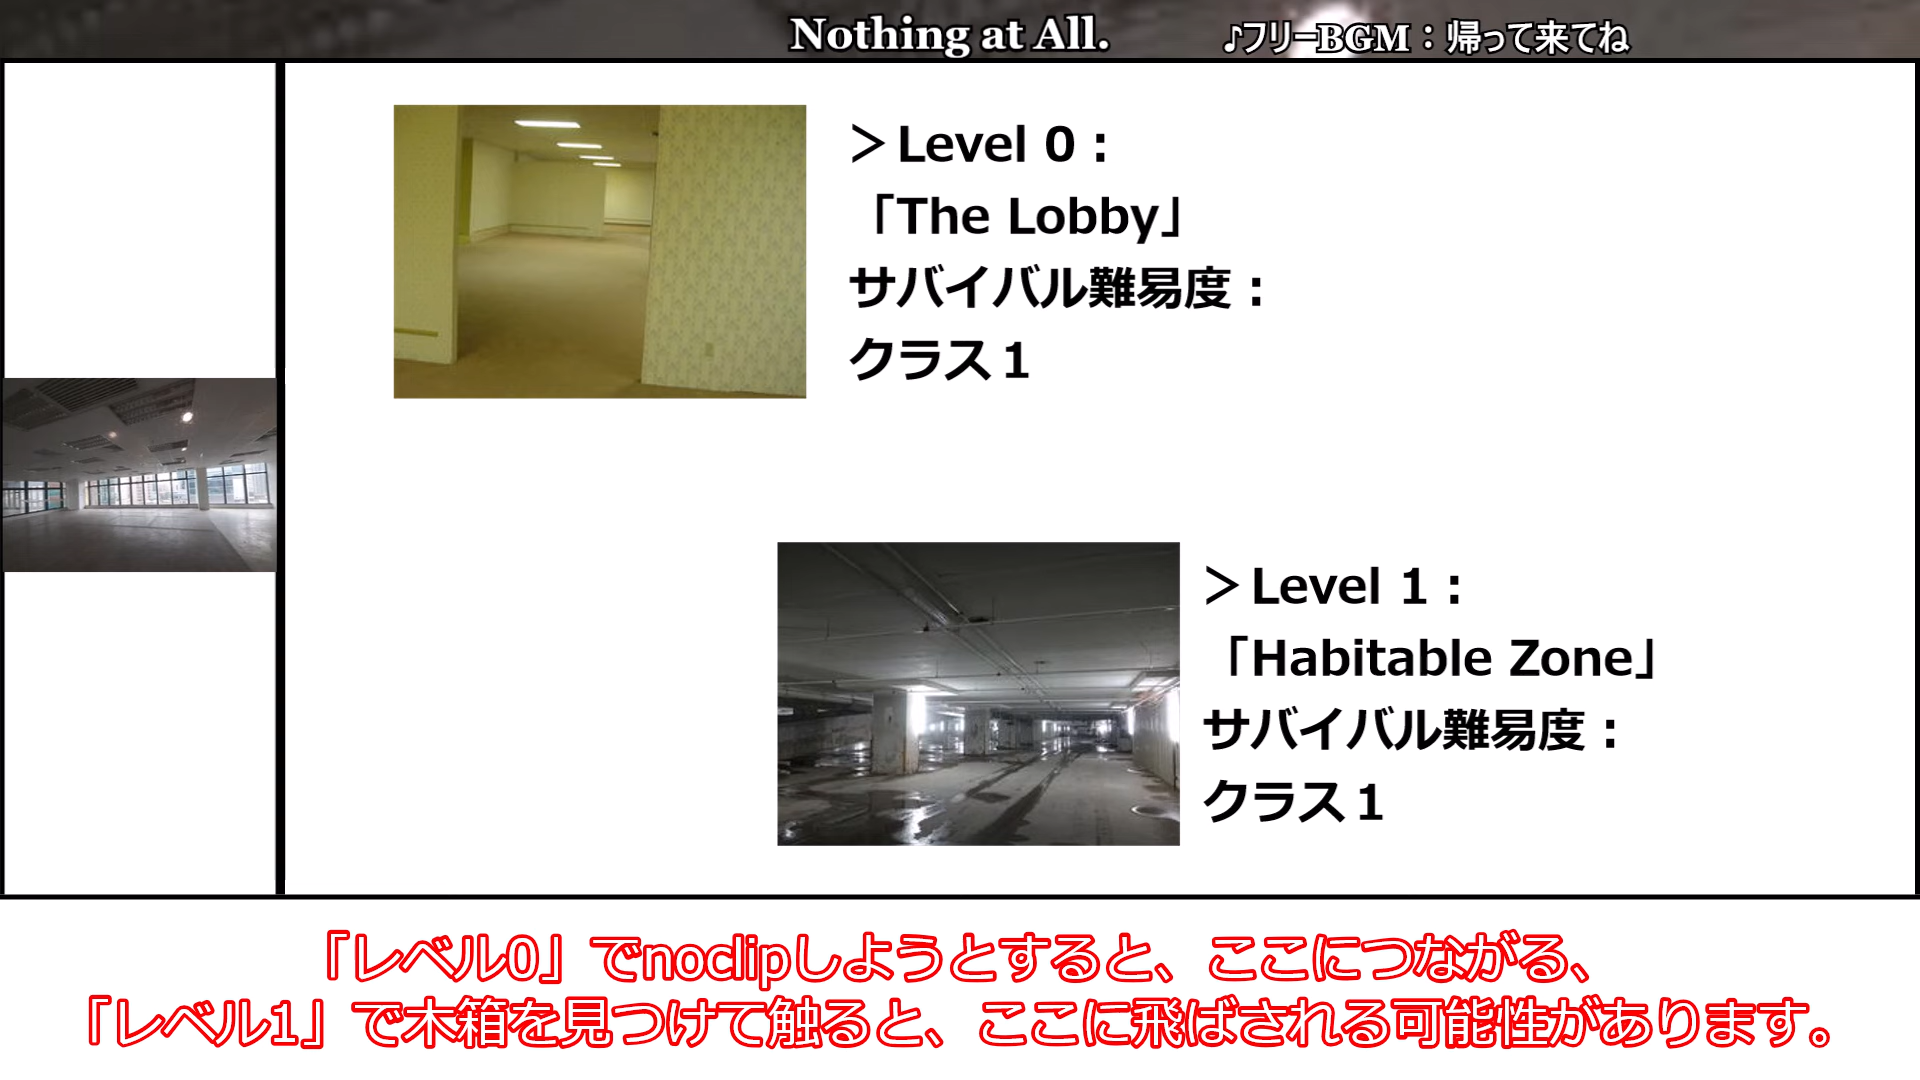 Nothing at All.
♪フリーBGM：帰って来てね
＞Level 0：
「The Lobby」
サバイバル難易度：
クラス１
＞Level 1：
「Habitable Zone」
サバイバル難易度：
クラス１
「レベル0」でnoclipしようとすると、ここにつながる、
「レベル1」で木箱を見つけて触ると、ここに飛ばされる可能性があります。